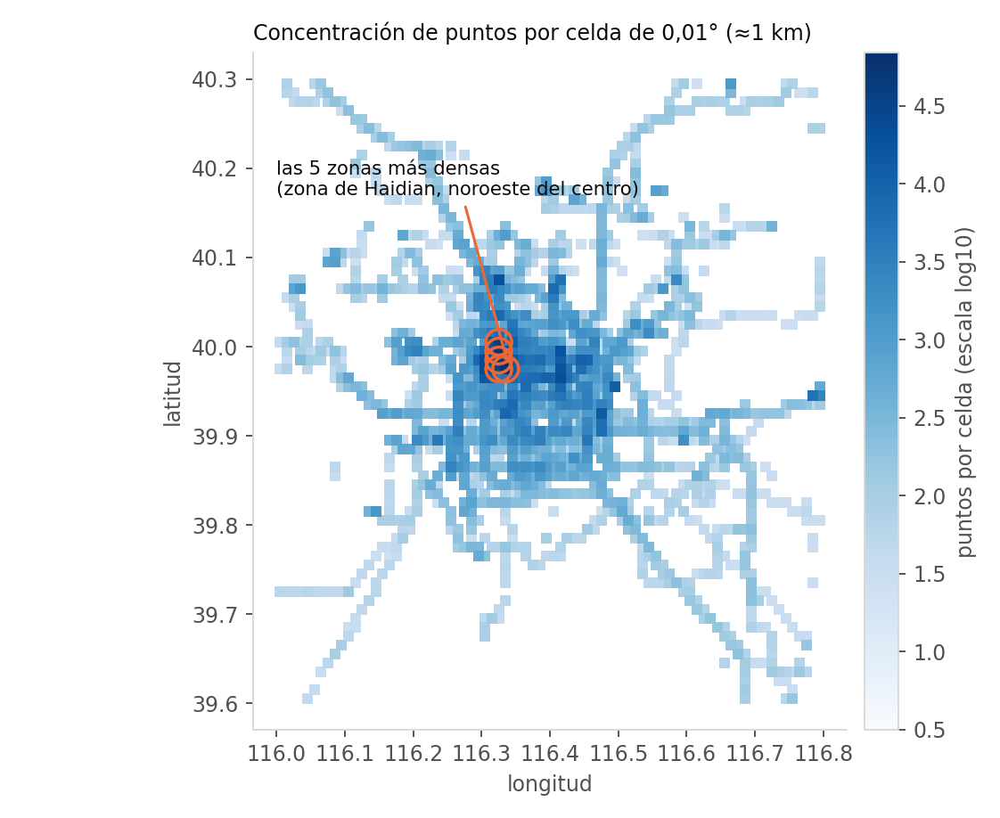 Concentración de puntos por celda de 0,01° (≈1 km)
40.3
40.2
40.1
40.0
39.9
39.8
39.7
39.6
latitud
las 5 zonas más densas
(zona de Haidian, noroeste del centro)
116.0 116.1 116.2 116.3 116.4 116.5 116.6 116.7 116.8
longitud
4.5
4.0
3.5
3.0
2.5
2.0
1.5
1.0
0.5
puntos por celda (escala log10)